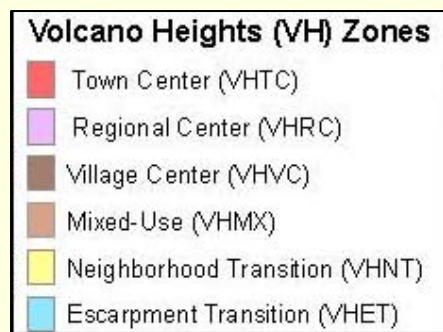 Volcano Heights (VH) Zones
Town Center (VHTC)
Regional Center (VHRC)
Village Center (VHVC)
Mixed-Use (VHMX)
Neighborhood Transition (VHNT)
Escarpment Transition (VHET)